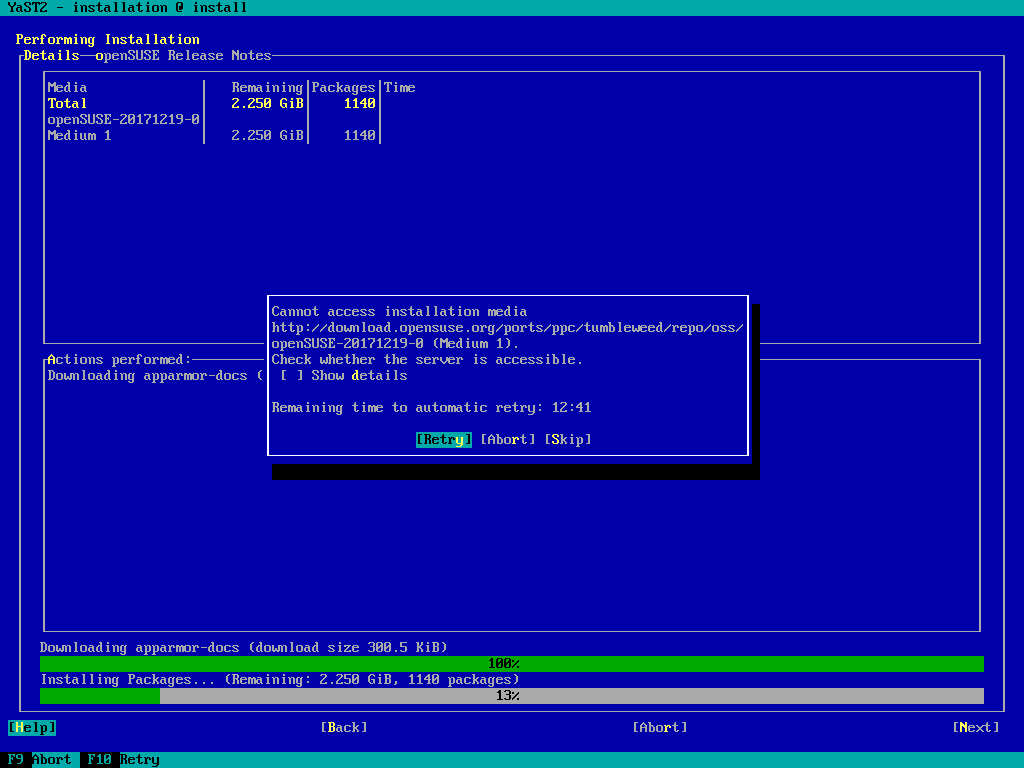 YaST2 - installation @ install
Performing Installation
Details openSUSE Release Notes
Media Remaining Packages Time
Total 2.250 GiB 1140
openSUSE-20171219-0
Medium 1 2.250 GiB 1140
Cannot access installation media
http://download.opensuse.org/ports/ppc/tumbleweed/repo/oss/
openSUSE-20171219-0 (Medium 1).
Check whether the server is accessible.
[ ] Show details
Remaining time to automatic retry: 12:41
[Retry] [Abort] [Skip]
Actions performed:
Downloading apparmor-docs (
Downloading apparmor-docs (download size 300.5 KiB)
100%
Installing Packages... (Remaining: 2.250 GiB, 1140 packages)
13%
[Help] [Back] [Abort] [Next]
F9 Abort F10 Retry